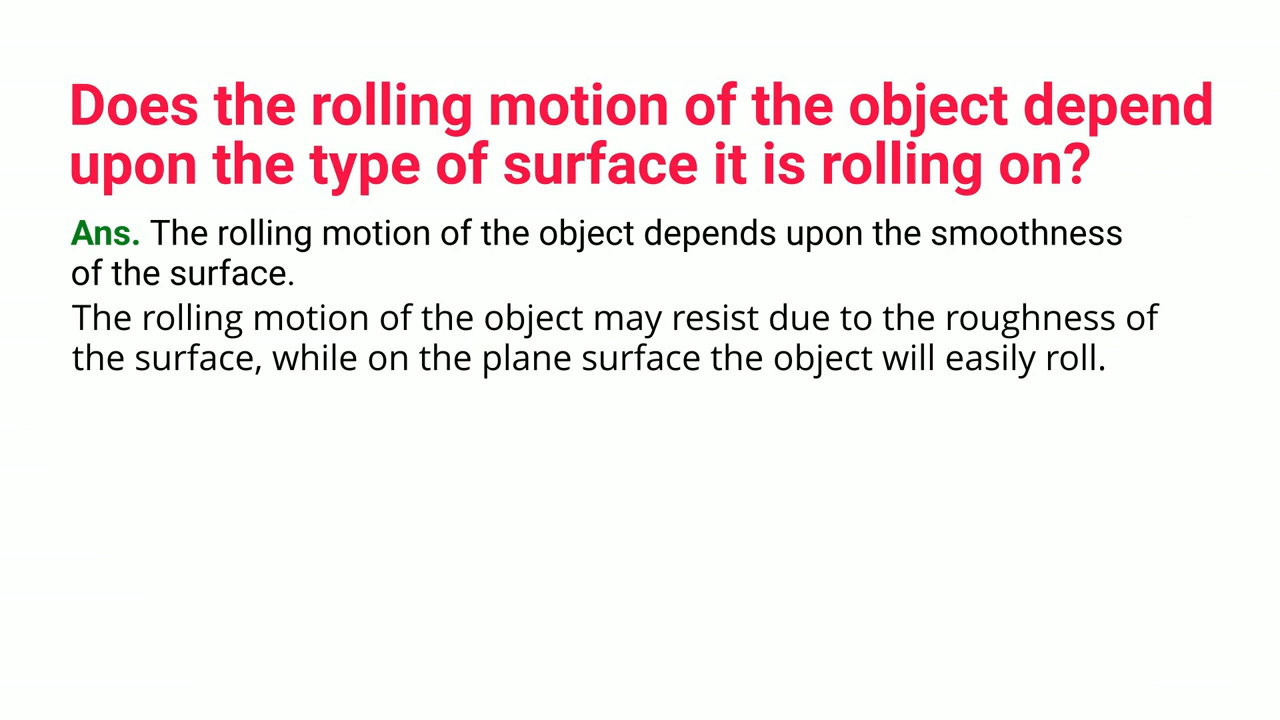 Does the rolling motion of the object depend
upon the type of surface it is rolling on?
Ans. The rolling motion of the object depends upon the smoothness
of the surface.
The rolling motion of the object may resist due to the roughness of
the surface, while on the plane surface the object will easily roll.